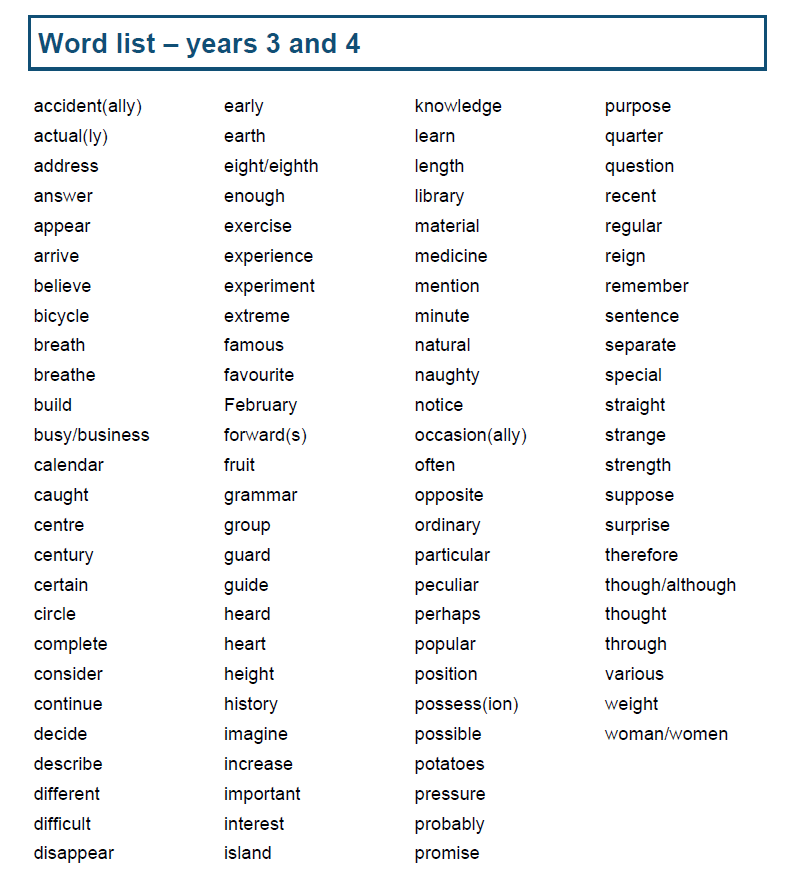 Word list – years 3 and 4
accident(ally)
actual(ly)
address
answer
appear
arrive
believe
bicycle
breath
breathe
build
busy/business
calendar
caught
centre
century
certain
circle
complete
consider
continue
decide
describe
different
difficult
disappear
early
earth
eight/eighth
enough
exercise
experience
experiment
extreme
famous
favourite
February
forward(s)
fruit
grammar
group
guard
guide
heard
heart
height
history
imagine
increase
important
interest
island
knowledge
learn
length
library
material
medicine
mention
minute
natural
naughty
notice
occasion(ally)
often
opposite
ordinary
particular
peculiar
perhaps
popular
position
possess(ion)
possible
potatoes
pressure
probably
promise
purpose
quarter
question
recent
regular
reign
remember
sentence
separate
special
straight
strange
strength
suppose
surprise
therefore
though/although
thought
through
various
weight
woman/women